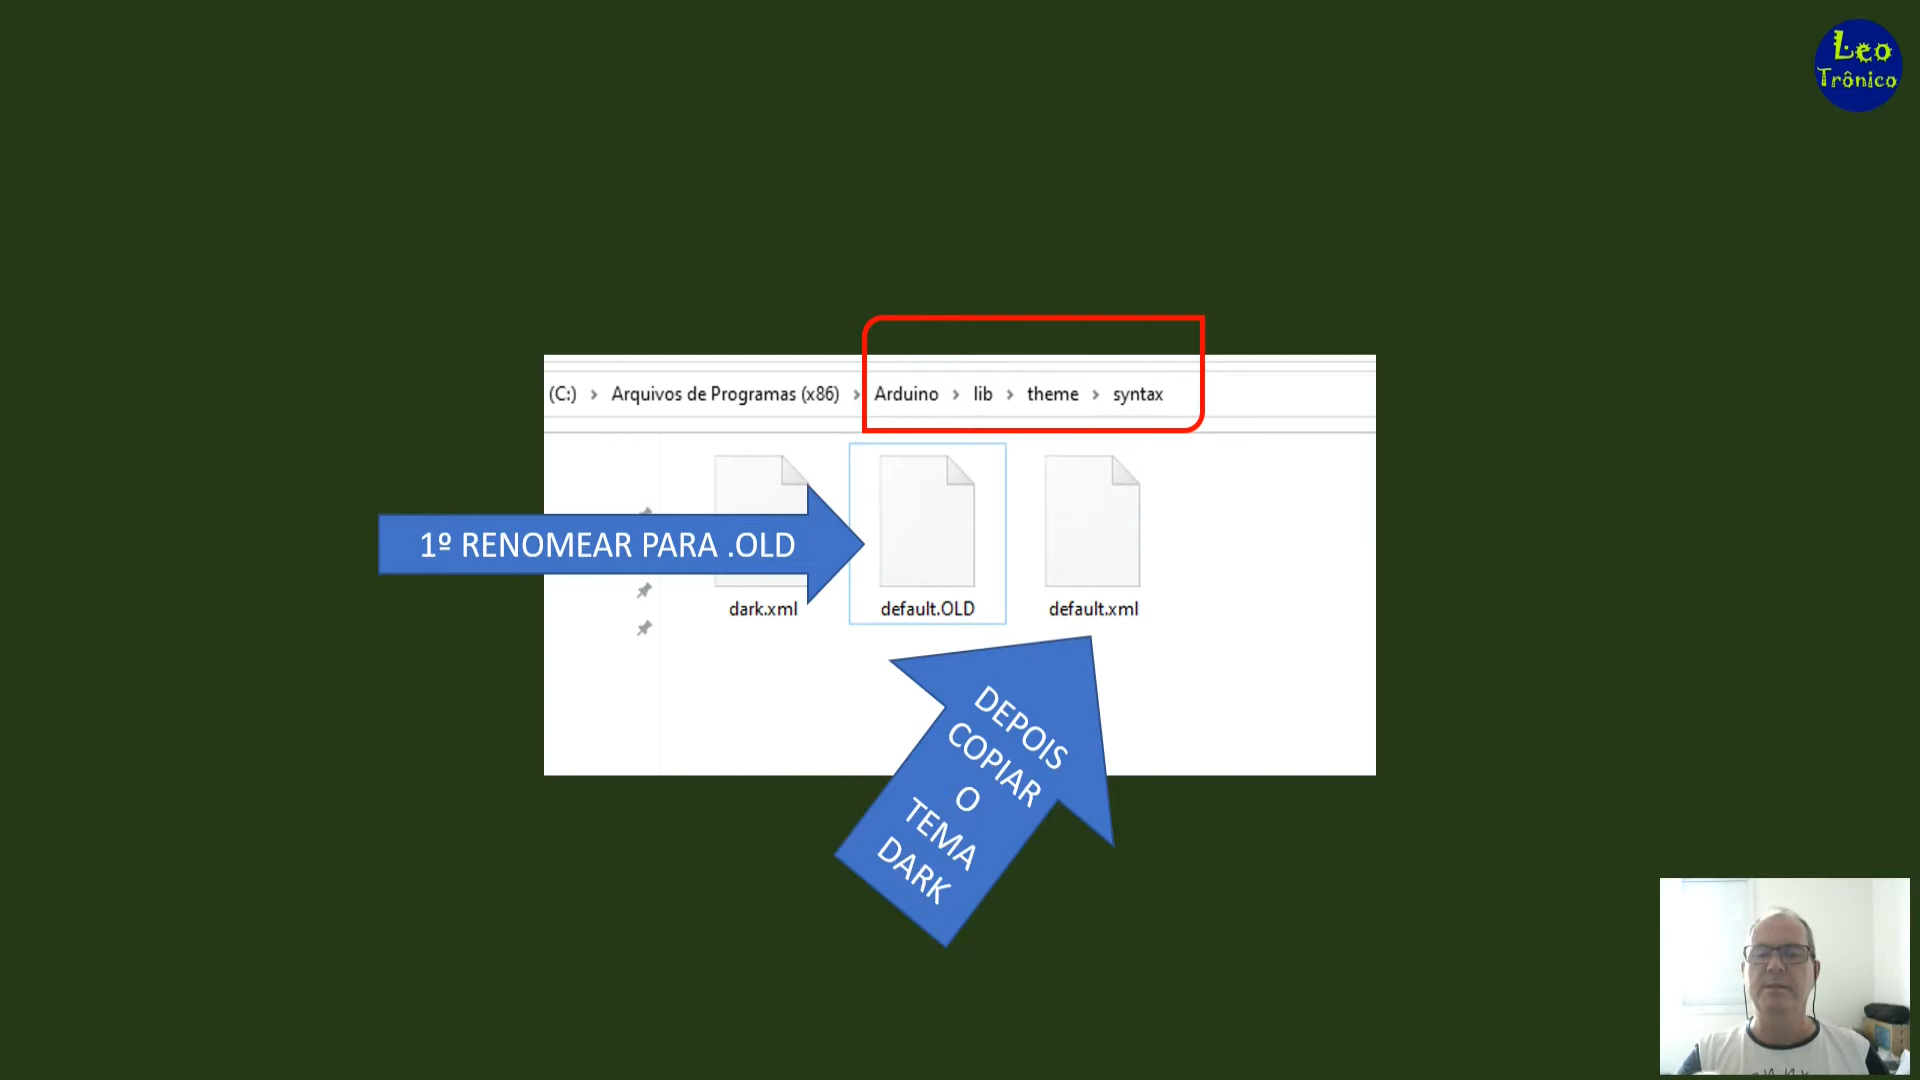 Leo
Trônico
(C:) > Arquivos de Programas (x86) > Arduino > lib > theme > syntax
1º RENOMEAR PARA .OLD
dark.xml
default.OLD
default.xml
DEPOIS
COPIAR
O
TEMA
DARK